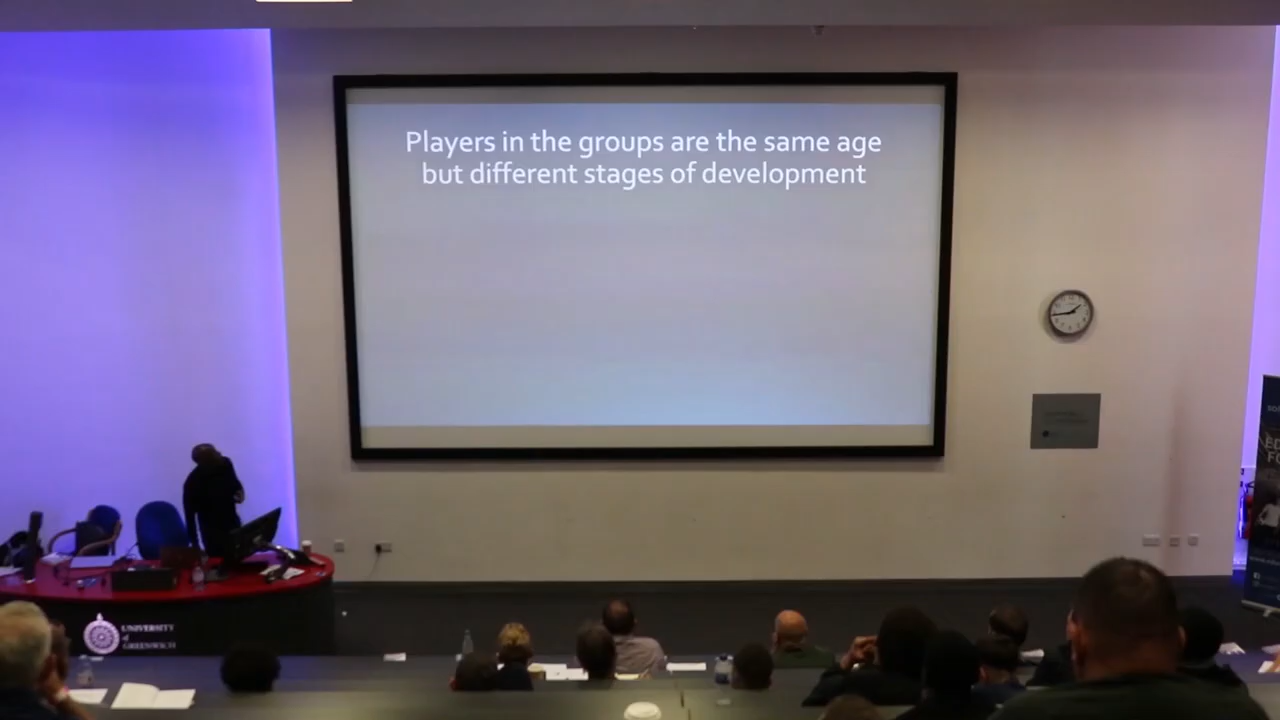 Players in the groups are the same age
but different stages of development
UNIVERSITY
of
GREENWICH